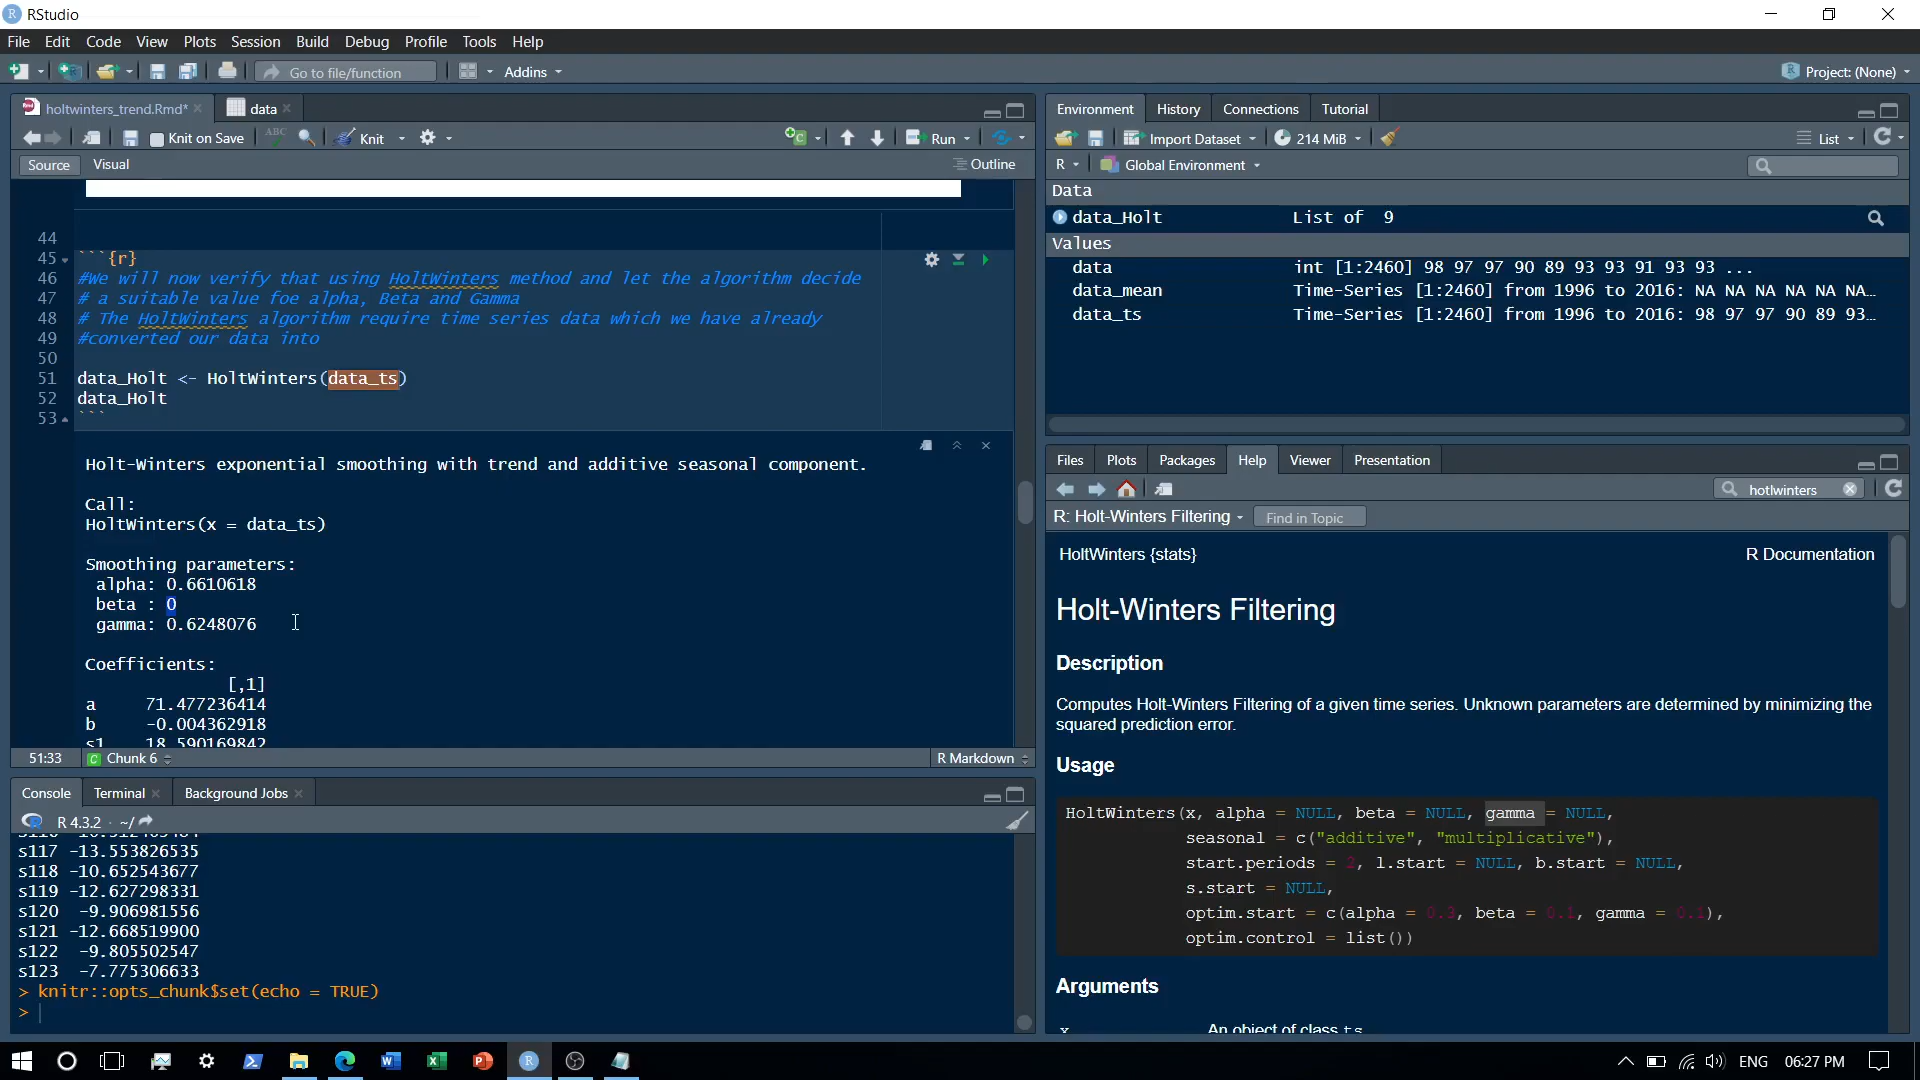 RStudio
File Edit Code View Plots Session Build Debug Profile Tools Help
Go to file/function Addins Project: (None)
holtwinters_trend.Rmd* data
Knit on Save ABC Knit Run
Source Visual Outline
44
45 ```{r}
46 #We will now verify that using HoltWinters method and let the algorithm decide
47 # a suitable value foe alpha, Beta and Gamma
48 # The HoltWinters algorithm require time series data which we have already
49 #converted our data into
50
51 data_Holt <- HoltWinters(data_ts)
52 data_Holt
53 ```
Holt-Winters exponential smoothing with trend and additive seasonal component.
Call:
HoltWinters(x = data_ts)
Smoothing parameters:
alpha: 0.6610618
beta : 0
gamma: 0.6248076
Coefficients:
[,1]
a 71.477236414
b -0.004362918
s1 18.590169842
51:33 Chunk 6 R Markdown
Console Terminal Background Jobs
R 4.3.2 · ~/
s117 -13.553826535
s118 -10.652543677
s119 -12.627298331
s120 -9.906981556
s121 -12.668519900
s122 -9.805502547
s123 -7.775306633
> knitr::opts_chunk$set(echo = TRUE)
>
Environment History Connections Tutorial
Import Dataset 214 MiB List
R Global Environment
Data
data_Holt List of 9
Values
data int [1:2460] 98 97 97 90 89 93 93 91 93 93 ...
data_mean Time-Series [1:2460] from 1996 to 2016: NA NA NA NA NA NA…
data_ts Time-Series [1:2460] from 1996 to 2016: 98 97 97 90 89 93…
Files Plots Packages Help Viewer Presentation
hotlwinters
R: Holt-Winters Filtering Find in Topic
HoltWinters {stats} R Documentation
Holt-Winters Filtering
Description
Computes Holt-Winters Filtering of a given time series. Unknown parameters are determined by minimizing the
squared prediction error.
Usage
HoltWinters(x, alpha = NULL, beta = NULL, gamma = NULL,
seasonal = c("additive", "multiplicative"),
start.periods = 2, l.start = NULL, b.start = NULL,
s.start = NULL,
optim.start = c(alpha = 0.3, beta = 0.1, gamma = 0.1),
optim.control = list())
Arguments
x An object of class ts
ENG 06:27 PM